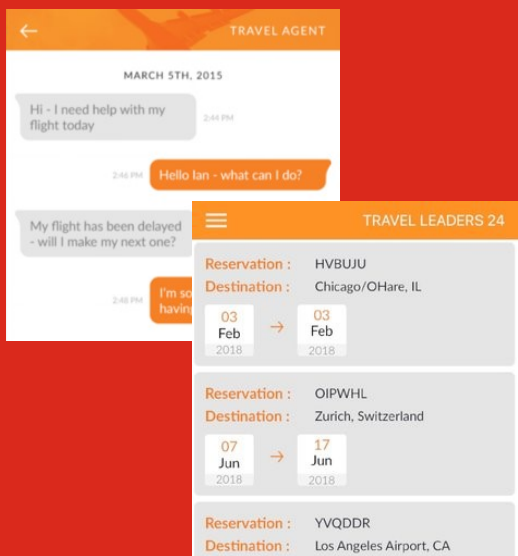 TRAVEL AGENT
MARCH 5TH, 2015
Hi - I need help with my
flight today
2:44 PM
2:46 PM
Hello Ian - what can I do?
My flight has been delayed
- will I make my next one?
2:48 PM
I'm so
having
TRAVEL LEADERS 24
Reservation : HVBUJU
Destination : Chicago/OHare, IL
03 → 03
Feb Feb
2018 2018
Reservation : OIPWHL
Destination : Zurich, Switzerland
07 → 17
Jun Jun
2018 2018
Reservation : YVQDDR
Destination : Los Angeles Airport, CA